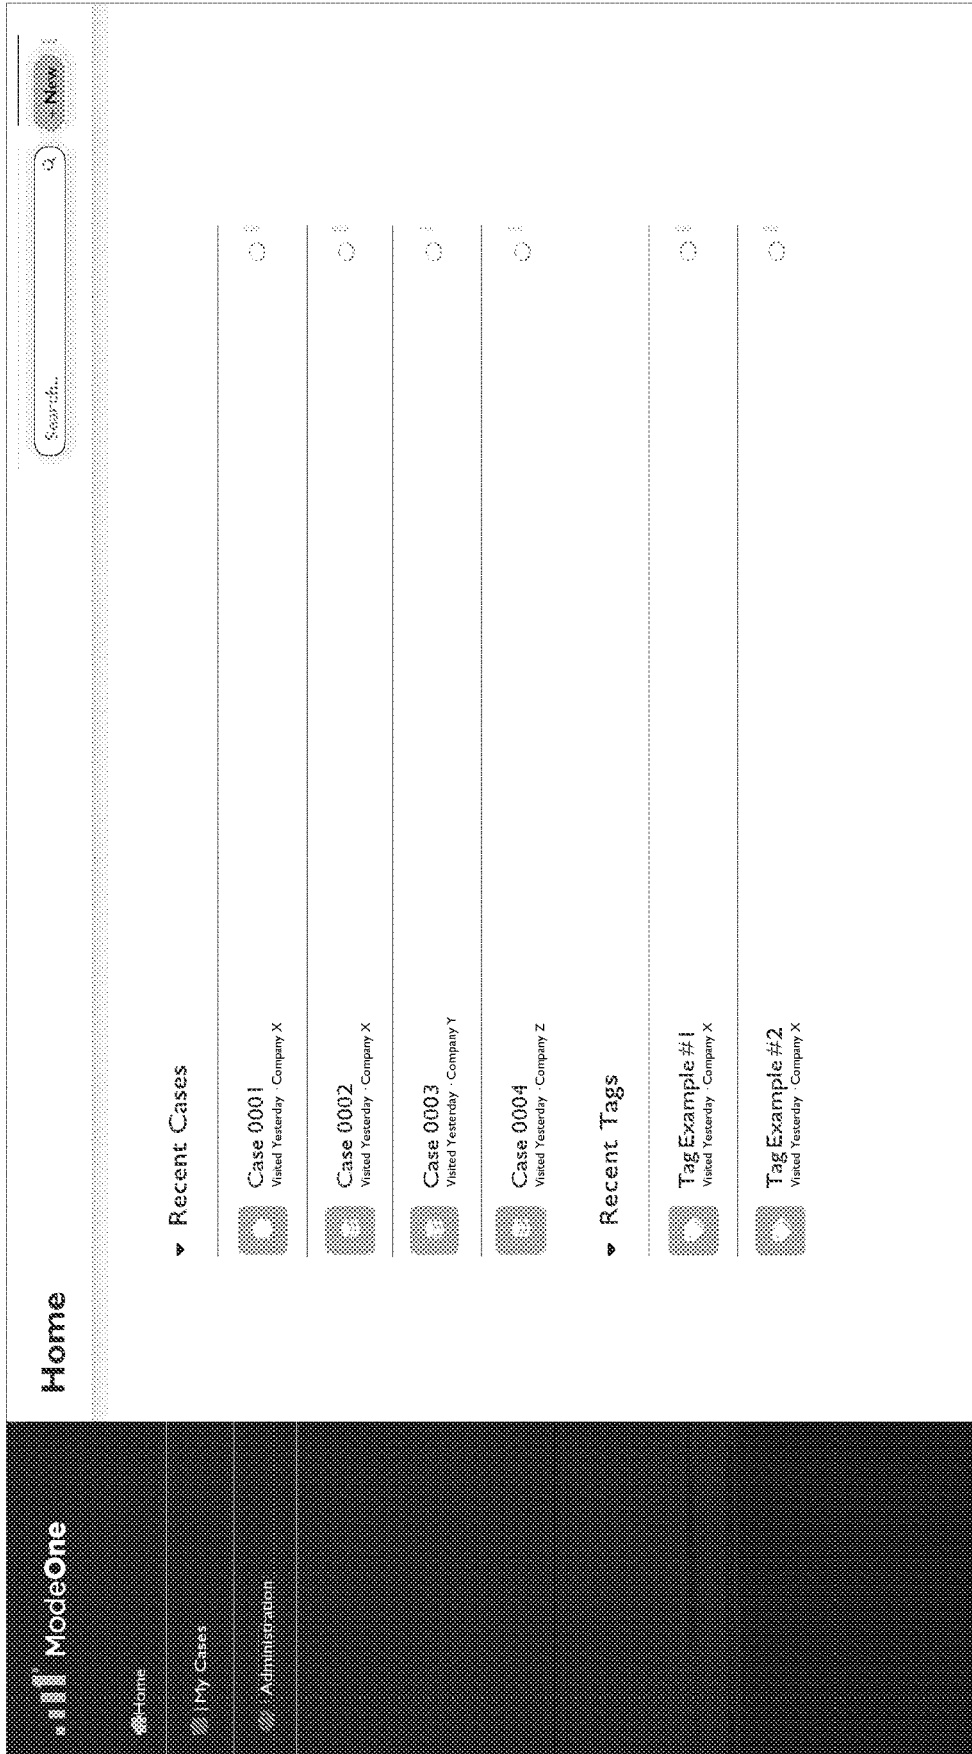 ModeOne
Home
My Cases
Administration
Home
Search...
New
Recent Cases
Case 0001
Visited Yesterday · Company X
Case 0002
Visited Yesterday · Company X
Case 0003
Visited Yesterday · Company Y
Case 0004
Visited Yesterday · Company Z
Recent Tags
Tag Example #1
Visited Yesterday · Company X
Tag Example #2
Visited Yesterday · Company X